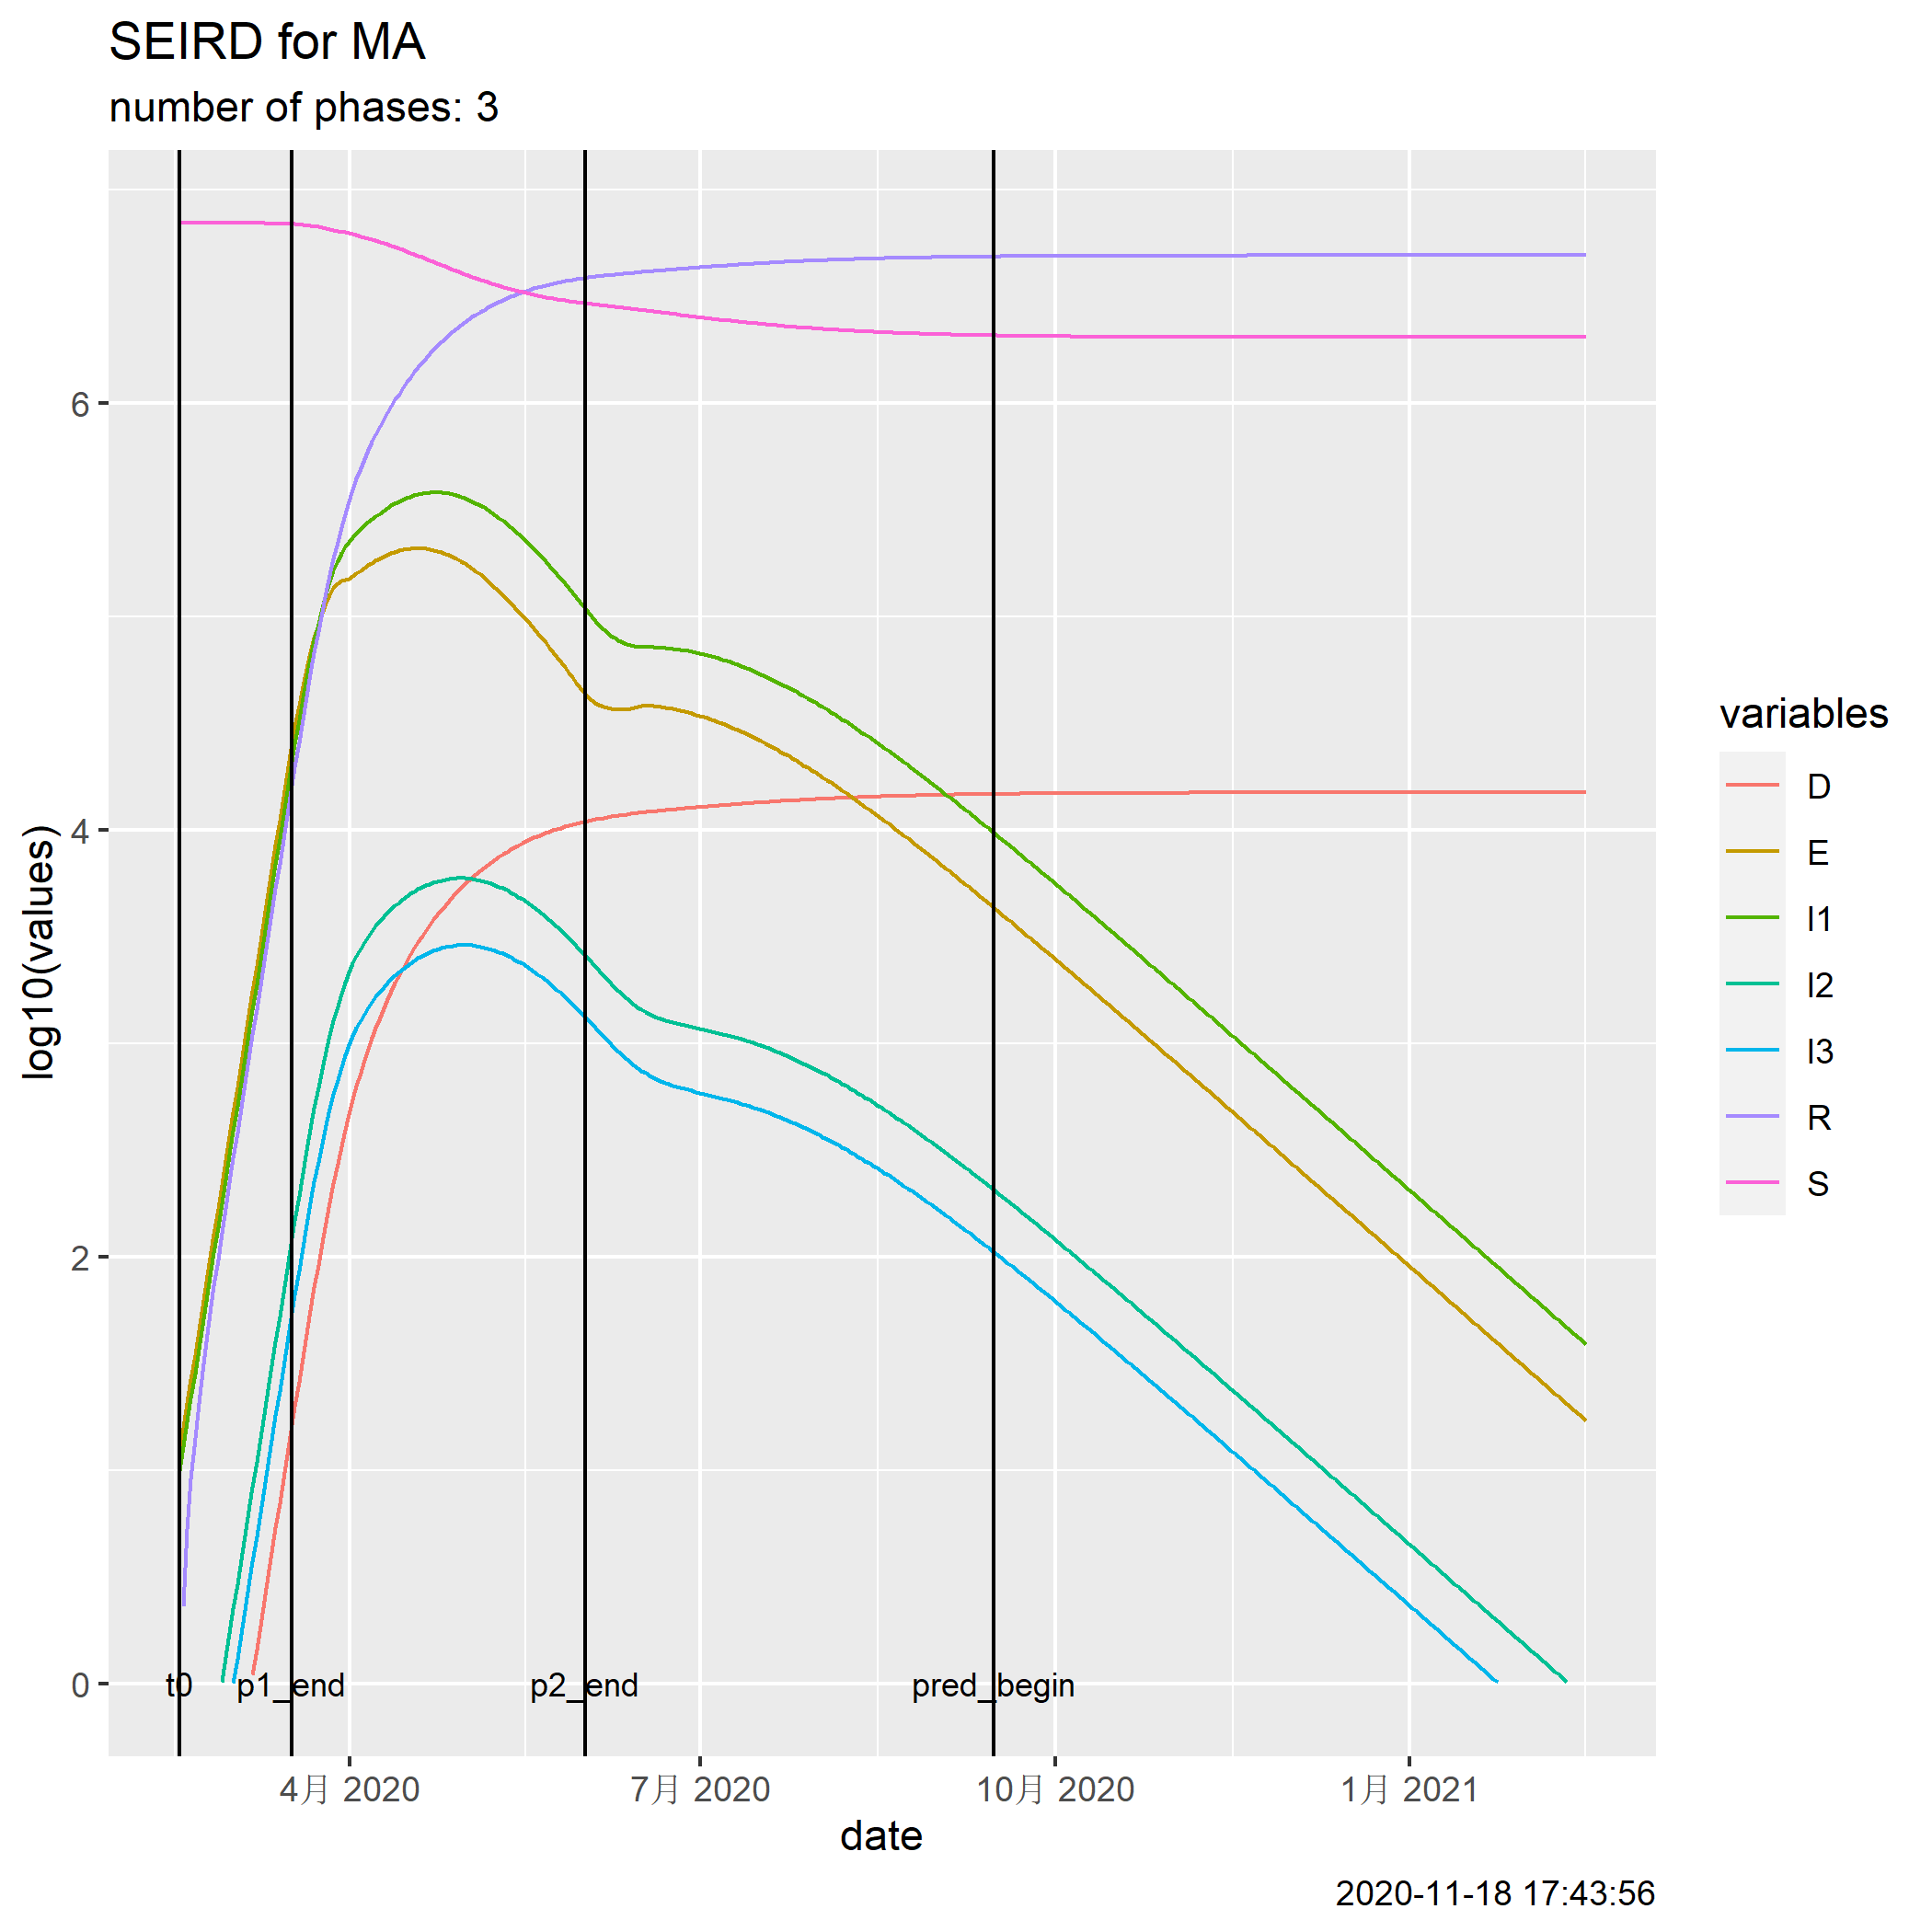 SEIRD for MA
number of phases: 3
log10(values)
6
4
2
0
t0
p1_end
p2_end
pred_begin
4月 2020
7月 2020
10月 2020
1月 2021
date
variables
D
E
I1
I2
I3
R
S
2020-11-18 17:43:56